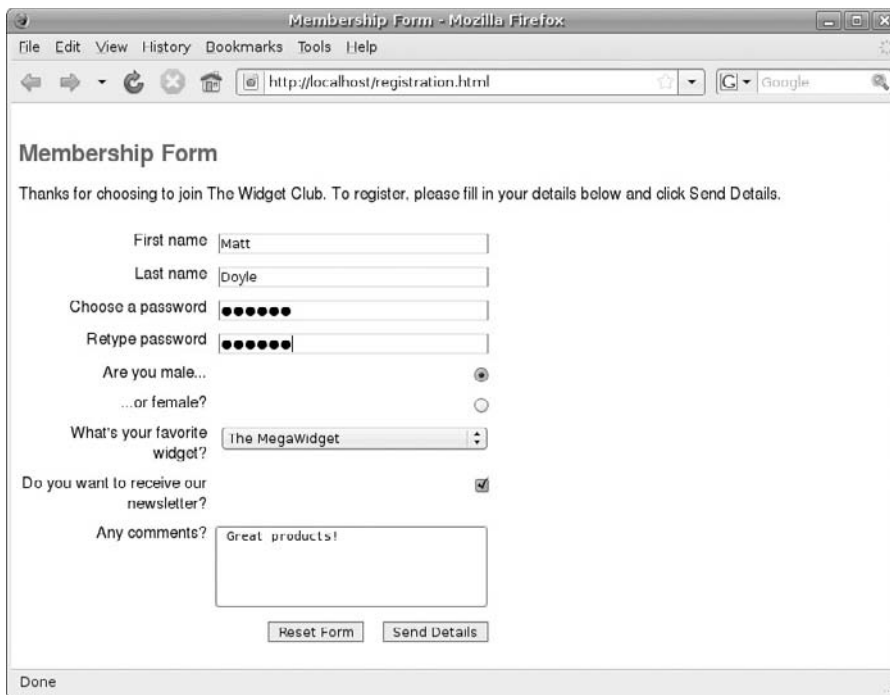 Membership Form - Mozilla Firefox
File Edit View History Bookmarks Tools Help
http://localhost/registration.html
G Google
Membership Form
Thanks for choosing to join The Widget Club. To register, please fill in your details below and click Send Details.
First name Matt
Last name Doyle
Choose a password ●●●●●●
Retype password ●●●●●●
Are you male...
...or female?
What's your favorite
widget?
The MegaWidget
Do you want to receive our
newsletter?
Any comments? Great products!
Reset Form Send Details
Done